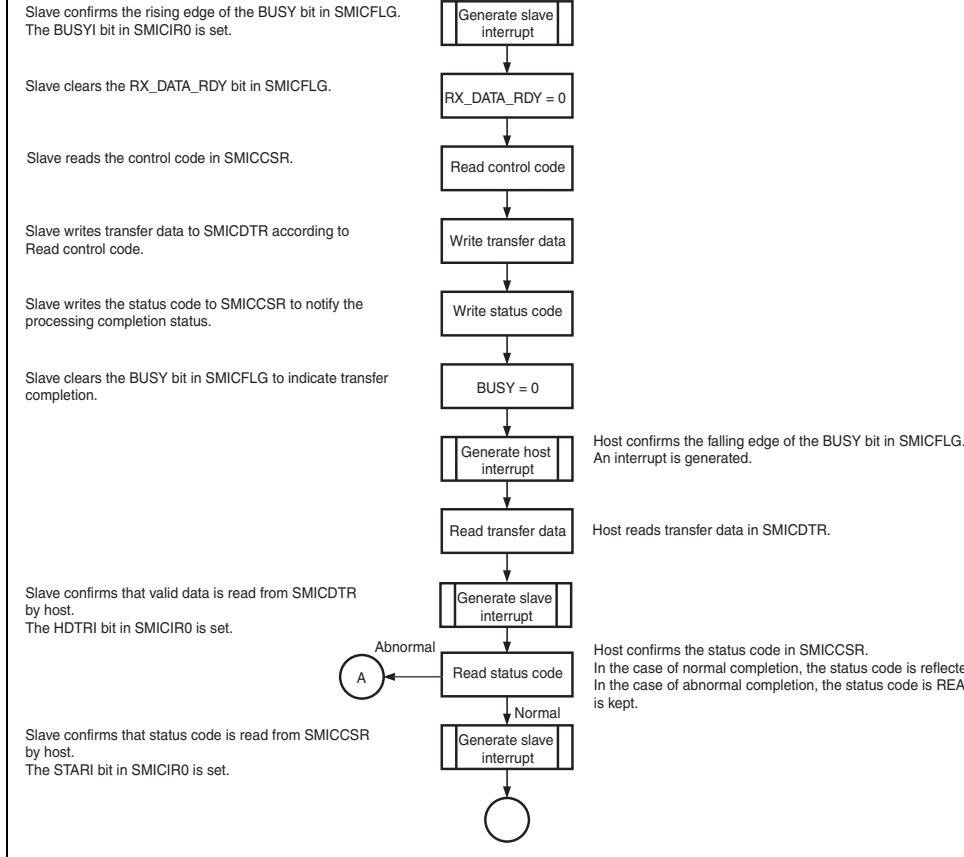 Slave confirms the rising edge of the BUSY bit in SMICFLG.
The BUSYI bit in SMICIR0 is set.
Generate slave
interrupt
Slave clears the RX_DATA_RDY bit in SMICFLG.
RX_DATA_RDY = 0
Slave reads the control code in SMICCSR.
Read control code
Slave writes transfer data to SMICDTR according to
Read control code.
Write transfer data
Slave writes the status code to SMICCSR to notify the
processing completion status.
Write status code
Slave clears the BUSY bit in SMICFLG to indicate transfer
completion.
BUSY = 0
Generate host
interrupt
Host confirms the falling edge of the BUSY bit in SMICFLG.
An interrupt is generated.
Read transfer data
Host reads transfer data in SMICDTR.
Slave confirms that valid data is read from SMICDTR
by host.
The HDTRI bit in SMICIR0 is set.
Generate slave
interrupt
Abnormal
A
Read status code
Host confirms the status code in SMICCSR.
In the case of normal completion, the status code is
In the case of abnormal completion, the status code is
is kept.
Normal
Slave confirms that status code is read from SMICCSR
by host.
The STARI bit in SMICIR0 is set.
Generate slave
interrupt